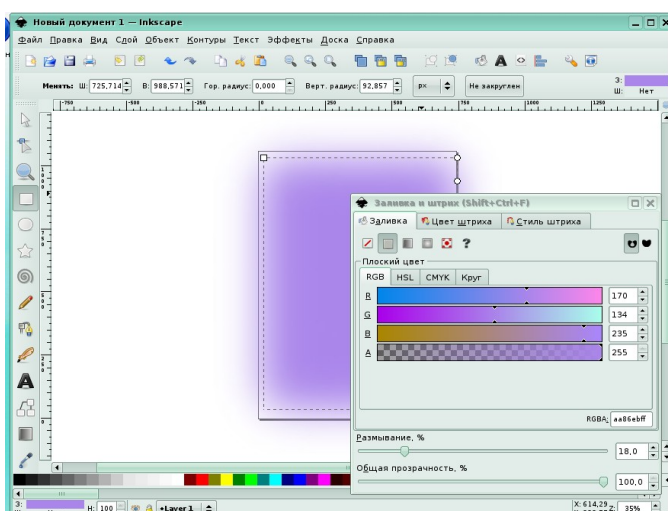 Новый документ 1 — Inkscape
Файл Правка Вид Слой Объект Контуры Текст Эффекты Доска Справка
Менять: Ш: 725,714 В: 988,571 Гор. радиус: 0,000 Верт. радиус: 92,857 px Не закруглен
З:
Ш: Нет
-750 -500 -250 0 250 500 750 1000 1250
Заливка и штрих (Shift+Ctrl+F)
Заливка Цвет штриха Стиль штриха
Плоский цвет
RGB HSL CMYK Круг
R 170
G 134
B 235
A 255
RGBA: aa86ebff
Размывание, %
18,0
Общая прозрачность, %
100,0
З:
Н: 100 •Layer 1
X: 614,29 Z: 35%